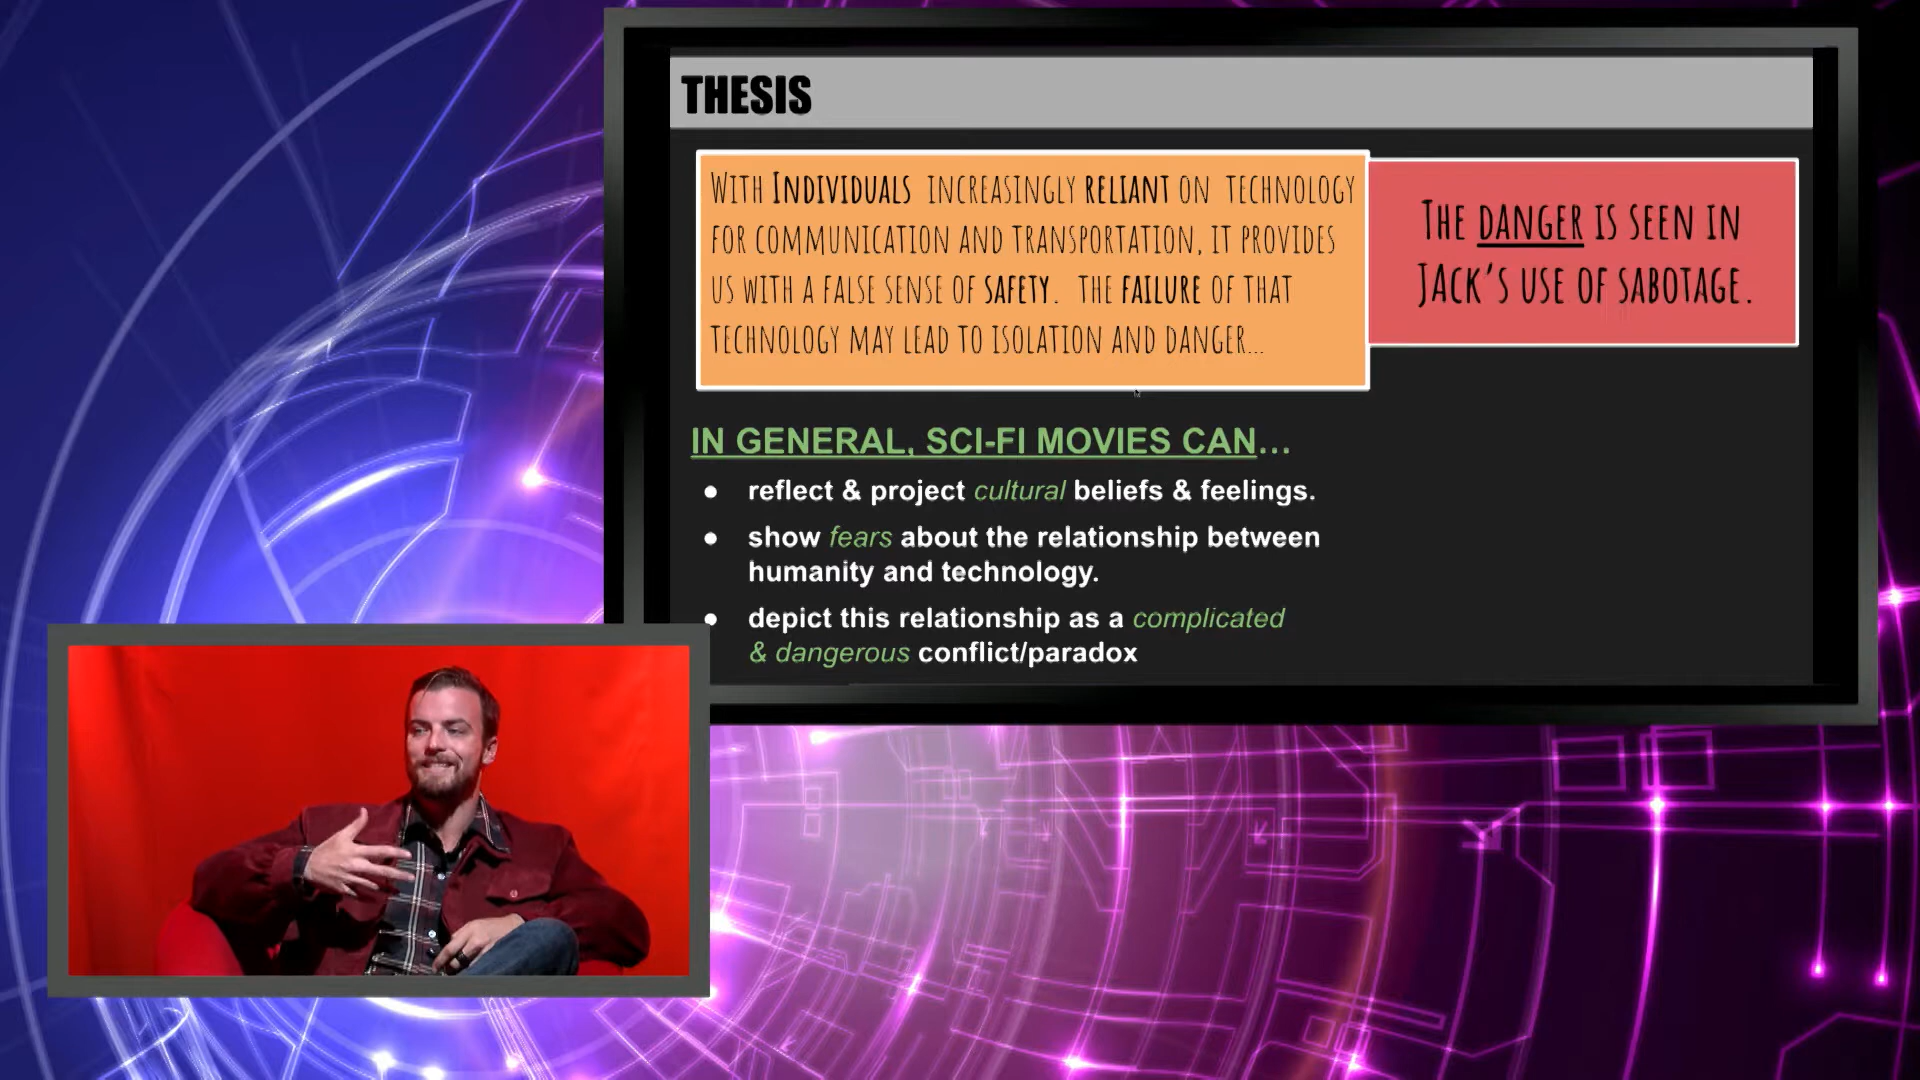 THESIS
WITH INDIVIDUALS INCREASINGLY RELIANT ON TECHNOLOGY
FOR COMMUNICATION AND TRANSPORTATION, IT PROVIDES
US WITH A FALSE SENSE OF SAFETY. THE FAILURE OF THAT
TECHNOLOGY MAY LEAD TO ISOLATION AND DANGER...
THE DANGER IS SEEN IN
JACK'S USE OF SABOTAGE.
IN GENERAL, SCI-FI MOVIES CAN...
● reflect & project cultural beliefs & feelings.
● show fears about the relationship between
humanity and technology.
● depict this relationship as a complicated
& dangerous conflict/paradox